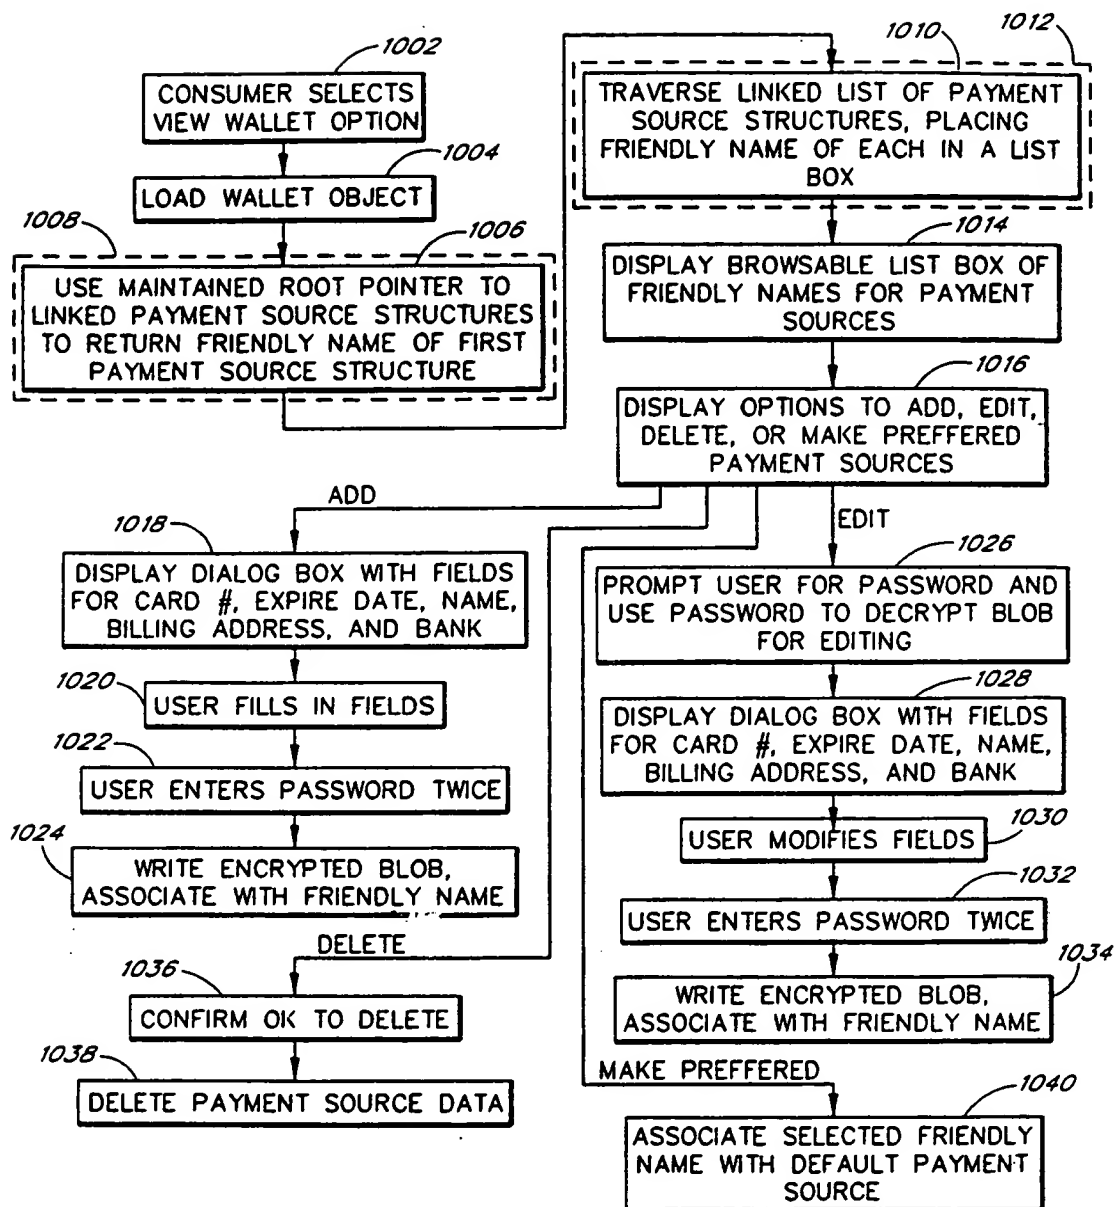 1002
CONSUMER SELECTS
VIEW WALLET OPTION
1004
LOAD WALLET OBJECT
1008
1006
USE MAINTAINED ROOT POINTER TO
LINKED PAYMENT SOURCE STRUCTURES
TO RETURN FRIENDLY NAME OF FIRST
PAYMENT SOURCE STRUCTURE
1010
1012
TRAVERSE LINKED LIST OF PAYMENT
SOURCE STRUCTURES, PLACING
FRIENDLY NAME OF EACH IN A LIST
BOX
1014
DISPLAY BROWSABLE LIST BOX OF
FRIENDLY NAMES FOR PAYMENT
SOURCES
1016
DISPLAY OPTIONS TO ADD, EDIT,
DELETE, OR MAKE PREFFERED
PAYMENT SOURCES
ADD
1018
DISPLAY DIALOG BOX WITH FIELDS
FOR CARD #, EXPIRE DATE, NAME,
BILLING ADDRESS, AND BANK
1020
USER FILLS IN FIELDS
1022
USER ENTERS PASSWORD TWICE
1024
WRITE ENCRYPTED BLOB,
ASSOCIATE WITH FRIENDLY NAME
EDIT
1026
PROMPT USER FOR PASSWORD AND
USE PASSWORD TO DECRYPT BLOB
FOR EDITING
1028
DISPLAY DIALOG BOX WITH FIELDS
FOR CARD #, EXPIRE DATE, NAME,
BILLING ADDRESS, AND BANK
1030
USER MODIFIES FIELDS
1032
USER ENTERS PASSWORD TWICE
1034
WRITE ENCRYPTED BLOB,
ASSOCIATE WITH FRIENDLY NAME
DELETE
1036
CONFIRM OK TO DELETE
1038
DELETE PAYMENT SOURCE DATA
MAKE PREFFERED
1040
ASSOCIATE SELECTED FRIENDLY
NAME WITH DEFAULT PAYMENT
SOURCE